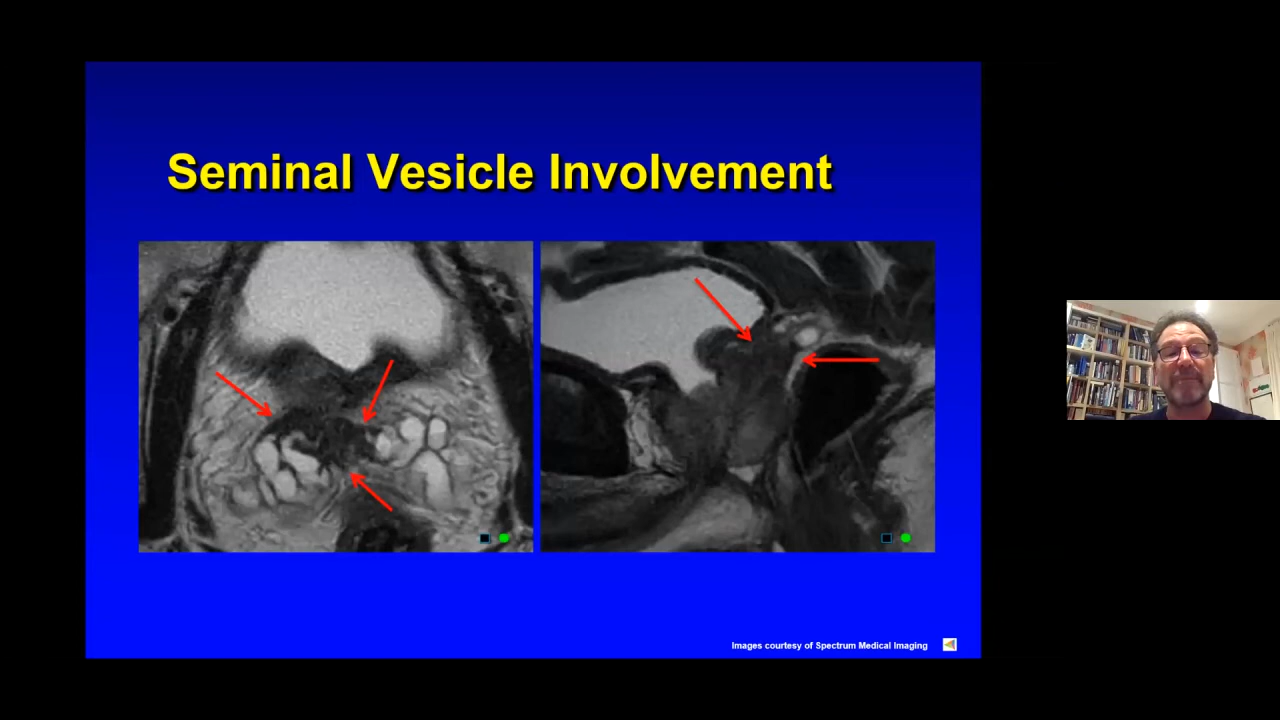 Seminal Vesicle Involvement
Images courtesy of Spectrum Medical Imaging